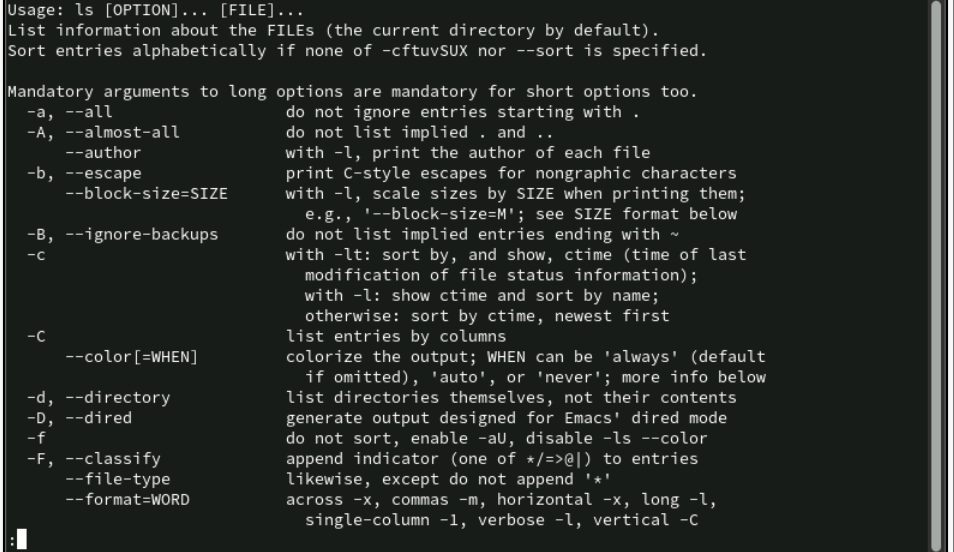 Usage: ls [OPTION]... [FILE]...
List information about the FILEs (the current directory by default).
Sort entries alphabetically if none of -cftuvSUX nor --sort is specified.

Mandatory arguments to long options are mandatory for short options too.
  -a, --all                  do not ignore entries starting with .
  -A, --almost-all           do not list implied . and ..
      --author               with -l, print the author of each file
  -b, --escape               print C-style escapes for nongraphic characters
      --block-size=SIZE      with -l, scale sizes by SIZE when printing them;
                               e.g., '--block-size=M'; see SIZE format below
  -B, --ignore-backups       do not list implied entries ending with ~
  -c                         with -lt: sort by, and show, ctime (time of last
                               modification of file status information);
                               with -l: show ctime and sort by name;
                               otherwise: sort by ctime, newest first
  -C                         list entries by columns
      --color[=WHEN]         colorize the output; WHEN can be 'always' (default
                               if omitted), 'auto', or 'never'; more info below
  -d, --directory            list directories themselves, not their contents
  -D, --dired                generate output designed for Emacs' dired mode
  -f                         do not sort, enable -aU, disable -ls --color
  -F, --classify             append indicator (one of */=>@|) to entries
      --file-type            likewise, except do not append '*'
      --format=WORD          across -x, commas -m, horizontal -x, long -l,
                               single-column -1, verbose -l, vertical -C
: